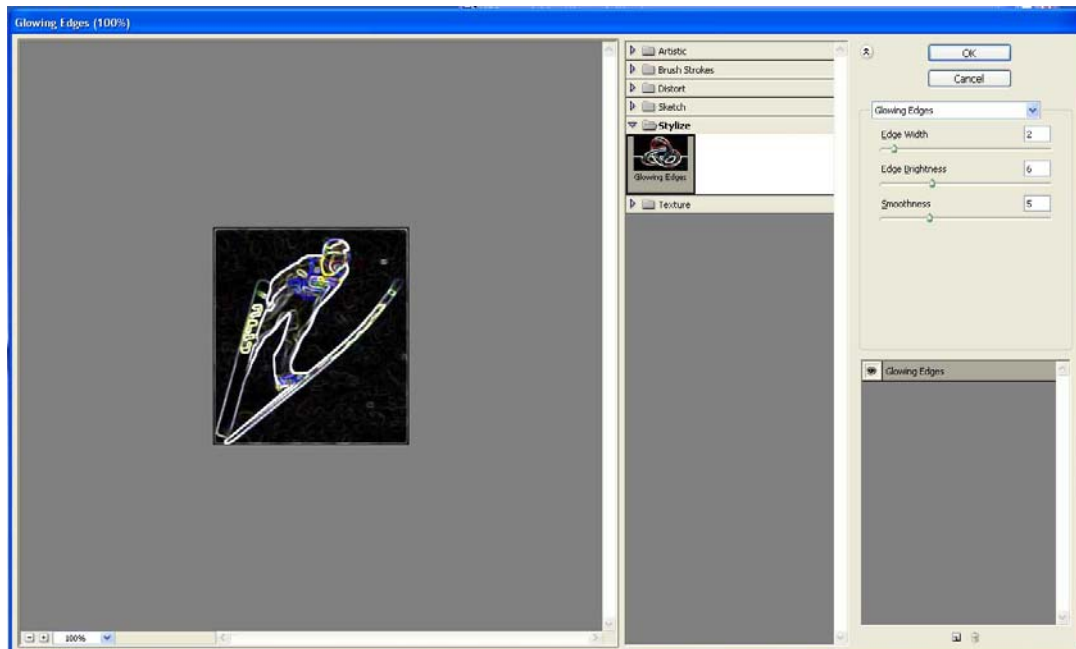 Glowing Edges (100%)
Artistic
Brush Strokes
Distort
Sketch
Stylize
Glowing Edges
Texture
OK
Cancel
Glowing Edges
Edge Width 2
Edge Brightness 6
Smoothness 5
Glowing Edges
100%